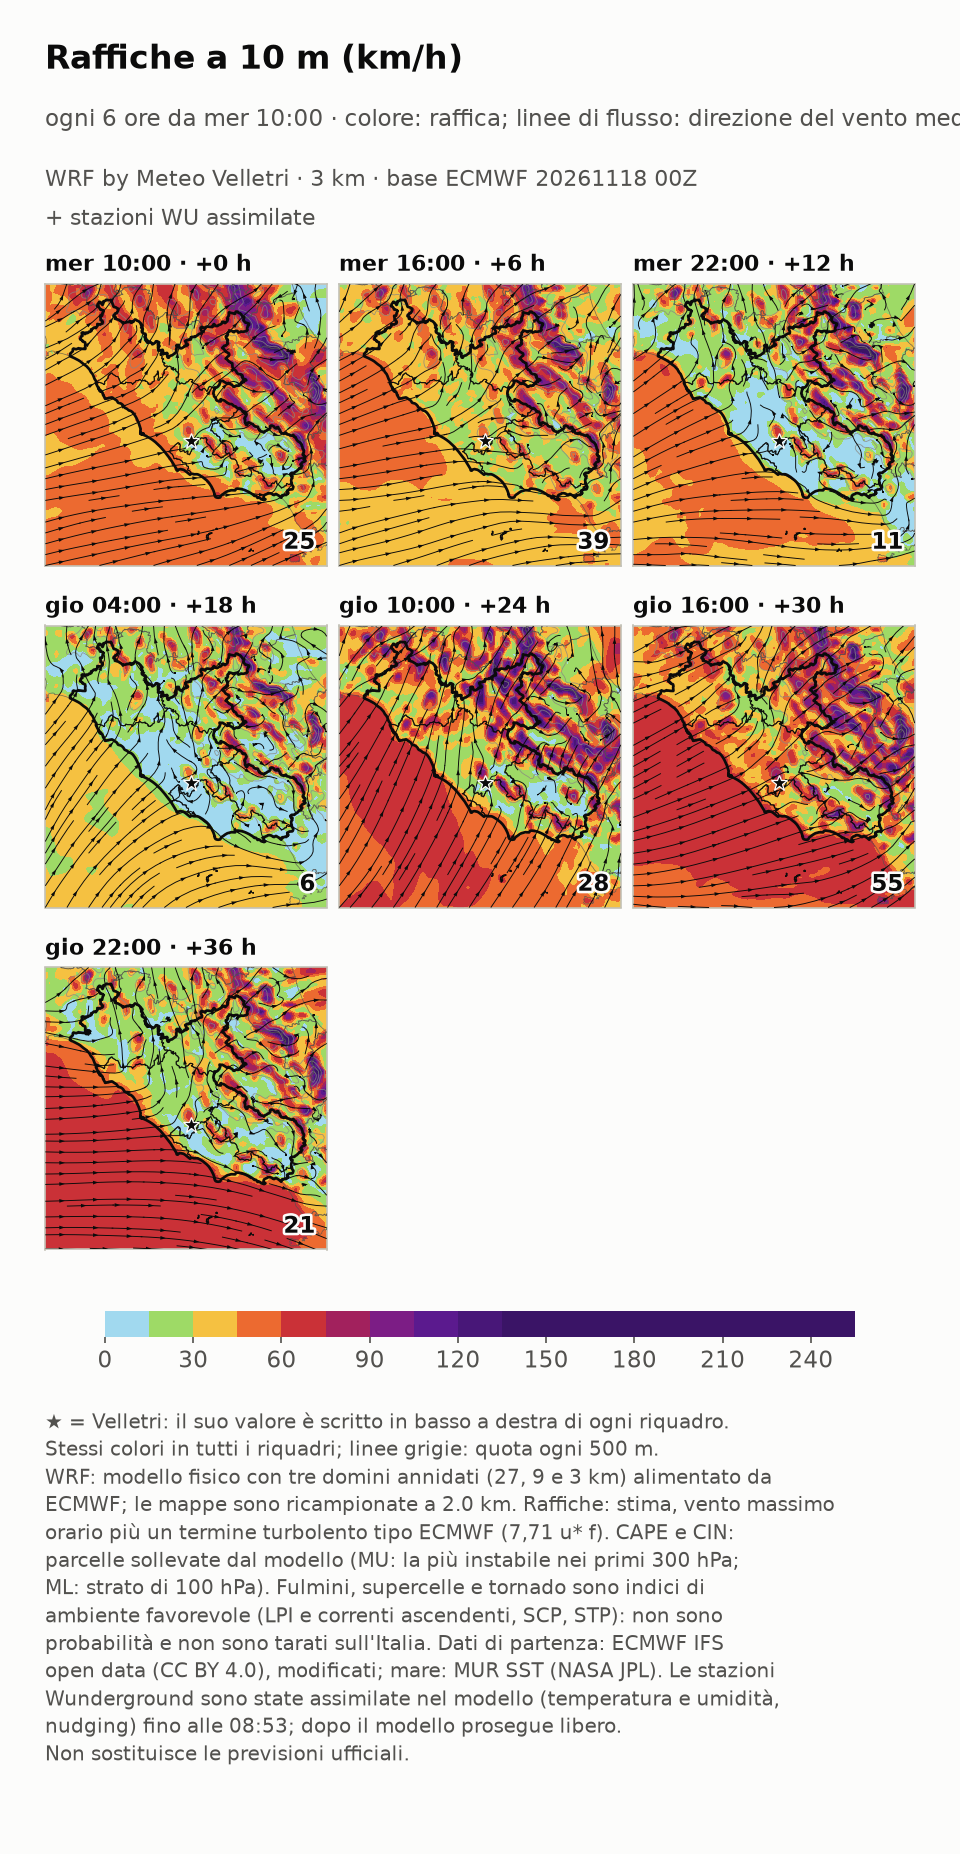 Raffiche a 10 m (km/h)
ogni 6 ore da mer 10:00 · colore: raffica; linee di flusso: direzione del vento med
WRF by Meteo Velletri · 3 km · base ECMWF 20261118 00Z
+ stazioni WU assimilate
mer 10:00 · +0 h
mer 16:00 · +6 h
mer 22:00 · +12 h
25
39
11
gio 04:00 · +18 h
gio 10:00 · +24 h
gio 16:00 · +30 h
6
28
55
gio 22:00 · +36 h
21
0 30 60 90 120 150 180 210 240
★ = Velletri: il suo valore è scritto in basso a destra di ogni riquadro.
Stessi colori in tutti i riquadri; linee grigie: quota ogni 500 m.
WRF: modello fisico con tre domini annidati (27, 9 e 3 km) alimentato da
ECMWF; le mappe sono ricampionate a 2.0 km. Raffiche: stima, vento massimo
orario più un termine turbolento tipo ECMWF (7,71 u* f). CAPE e CIN:
parcelle sollevate dal modello (MU: la più instabile nei primi 300 hPa;
ML: strato di 100 hPa). Fulmini, supercelle e tornado sono indici di
ambiente favorevole (LPI e correnti ascendenti, SCP, STP): non sono
probabilità e non sono tarati sull'Italia. Dati di partenza: ECMWF IFS
open data (CC BY 4.0), modificati; mare: MUR SST (NASA JPL). Le stazioni
Wunderground sono state assimilate nel modello (temperatura e umidità,
nudging) fino alle 08:53; dopo il modello prosegue libero.
Non sostituisce le previsioni ufficiali.